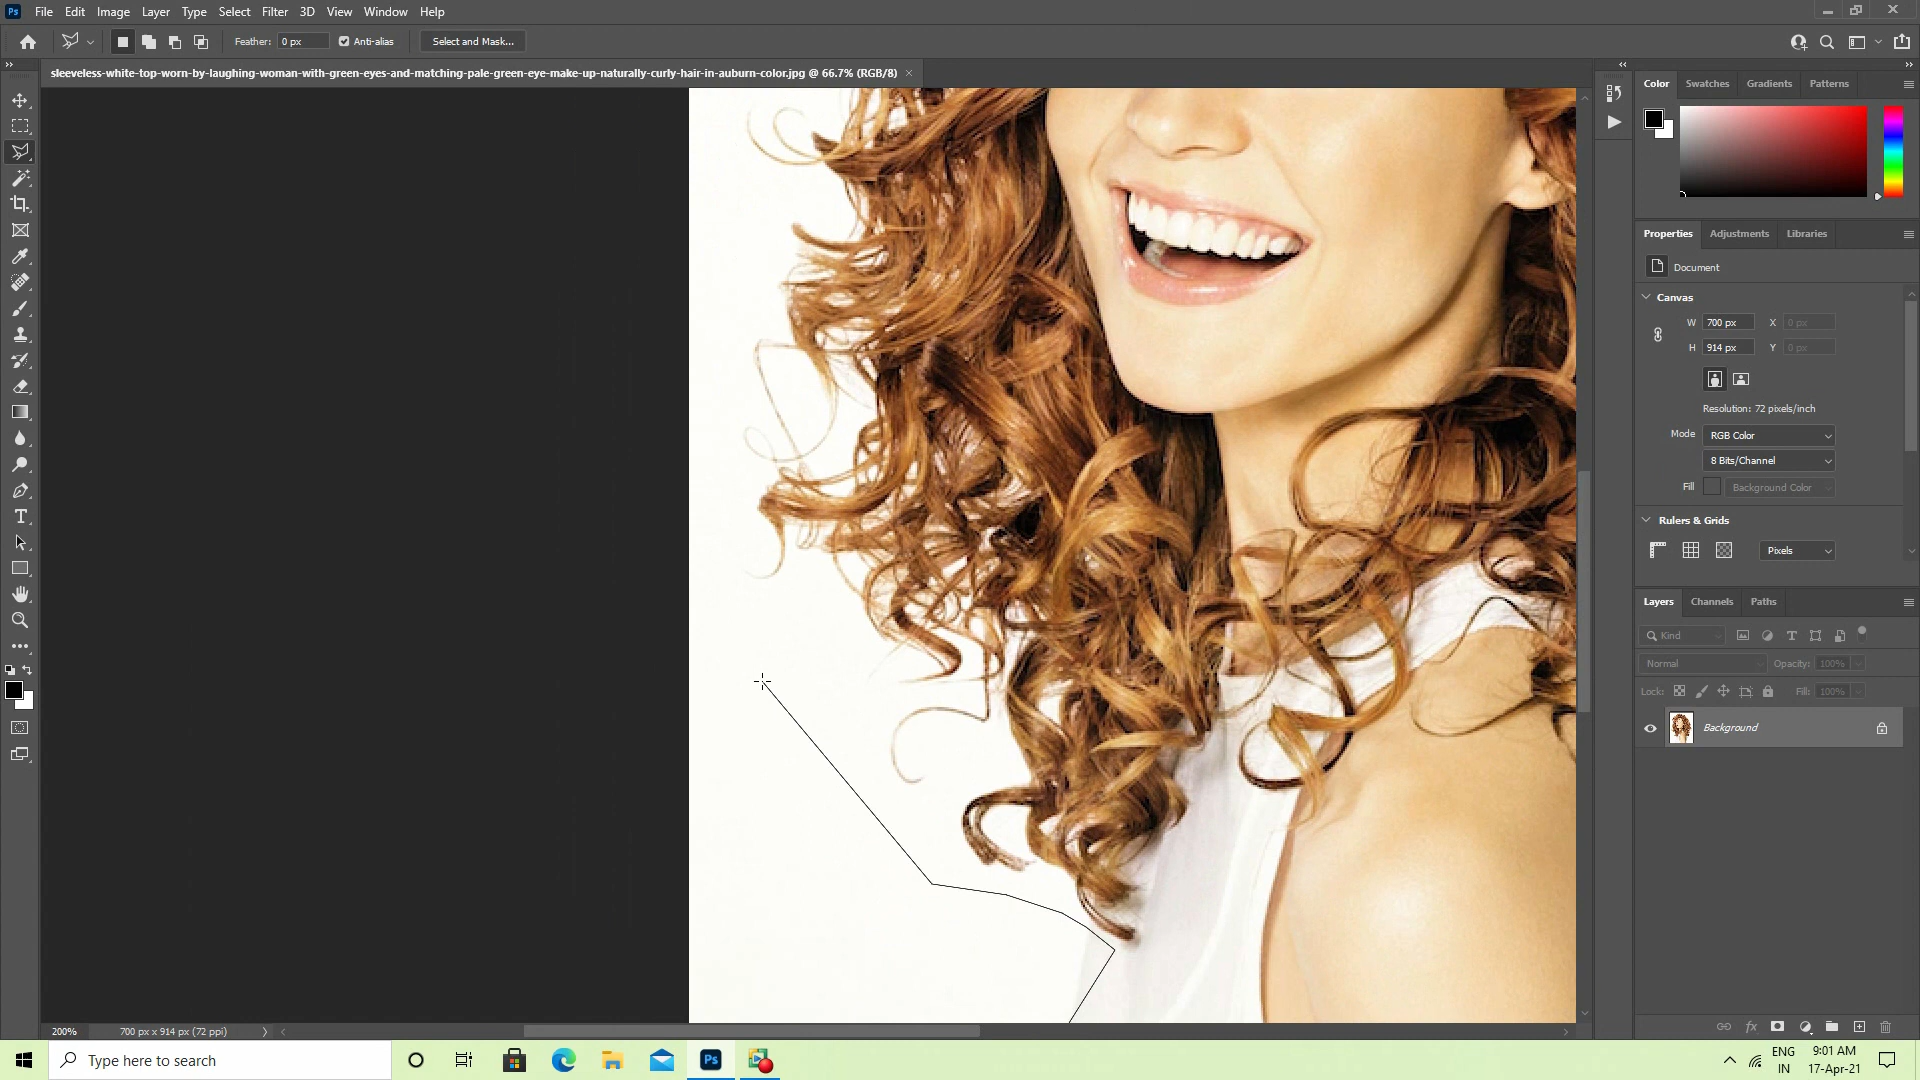 Ps File Edit Image Layer Type Select Filter 3D View Window Help
Feather: 0 px Anti-alias Select and Mask...
sleeveless-white-top-worn-by-laughing-woman-with-green-eyes-and-matching-pale-green-eye-make-up-naturally-curly-hair-in-auburn-color.jpg @ 66.7% (RGB/8) ×
Color Swatches Gradients Patterns
Properties Adjustments Libraries
Document
Canvas
W 700 px X 0 px
H 914 px Y 0 px
Resolution: 72 pixels/inch
Mode RGB Color
8 Bits/Channel
Fill Background Color
Rulers & Grids
Pixels
Layers Channels Paths
Kind
Normal Opacity: 100%
Lock: Fill: 100%
Background
fx
200% 700 px x 914 px (72 ppi)
Type here to search
Ps
ENG
IN
9:01 AM
17-Apr-21